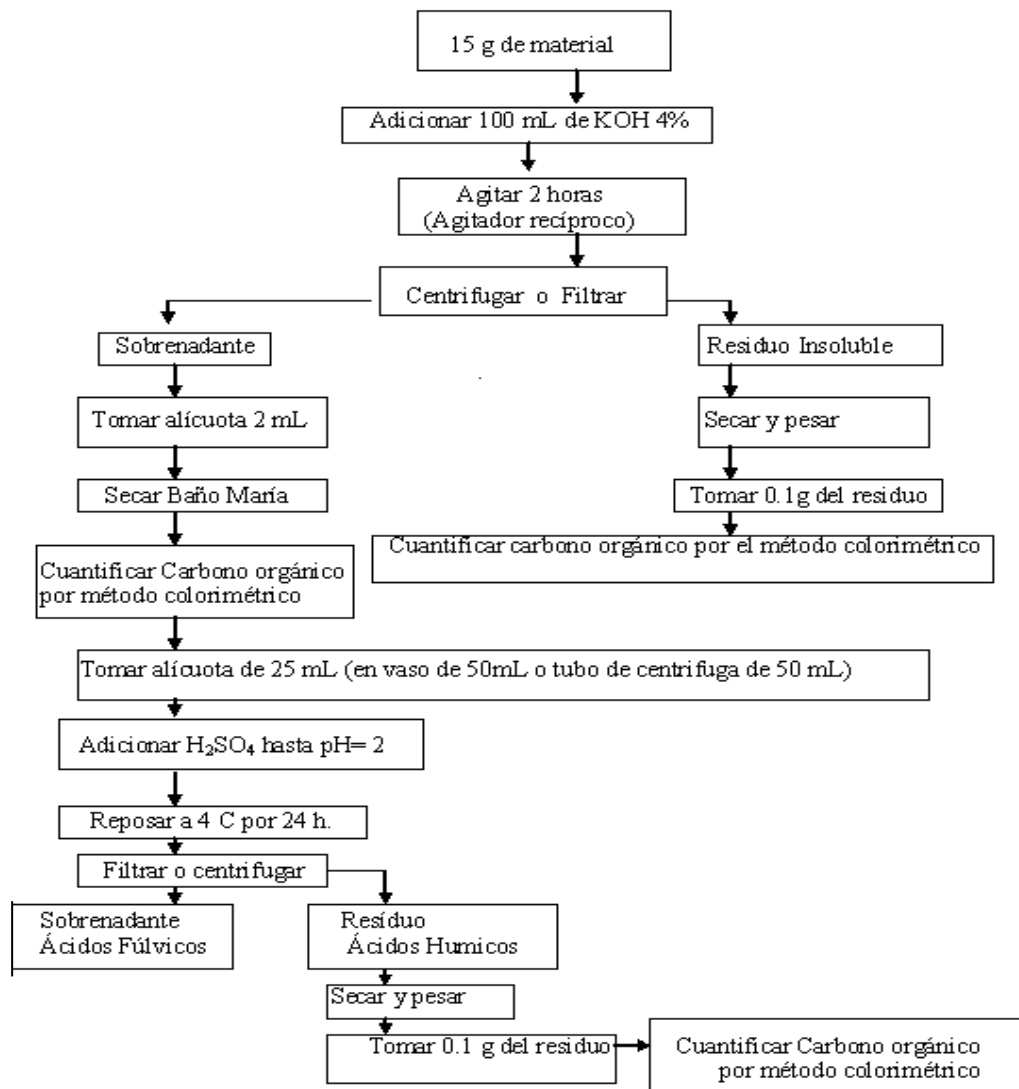 15 g de material
Adicionar 100 mL de KOH 4%
Agitar 2 horas
(Agitador recíproco)
Centrifugar o Filtrar
Sobrenadante
Residuo Insoluble
Tomar alícuota 2 mL
Secar y pesar
Secar Baño María
Tomar 0.1g del residuo
Cuantificar carbono orgánico por el método colorimétrico
Cuantificar Carbono orgánico
por método colorimétrico
Tomar alícuota de 25 mL (en vaso de 50mL o tubo de centrifuga de 50 mL)
Adicionar H₂SO₄ hasta pH= 2
Reposar a 4 C por 24 h.
Filtrar o centrifugar
Sobrenadante
Ácidos Fúlvicos
Resíduo
Ácidos Humicos
Secar y pesar
Tomar 0.1 g del residuo
Cuantificar Carbono orgánico
por método colorimétrico